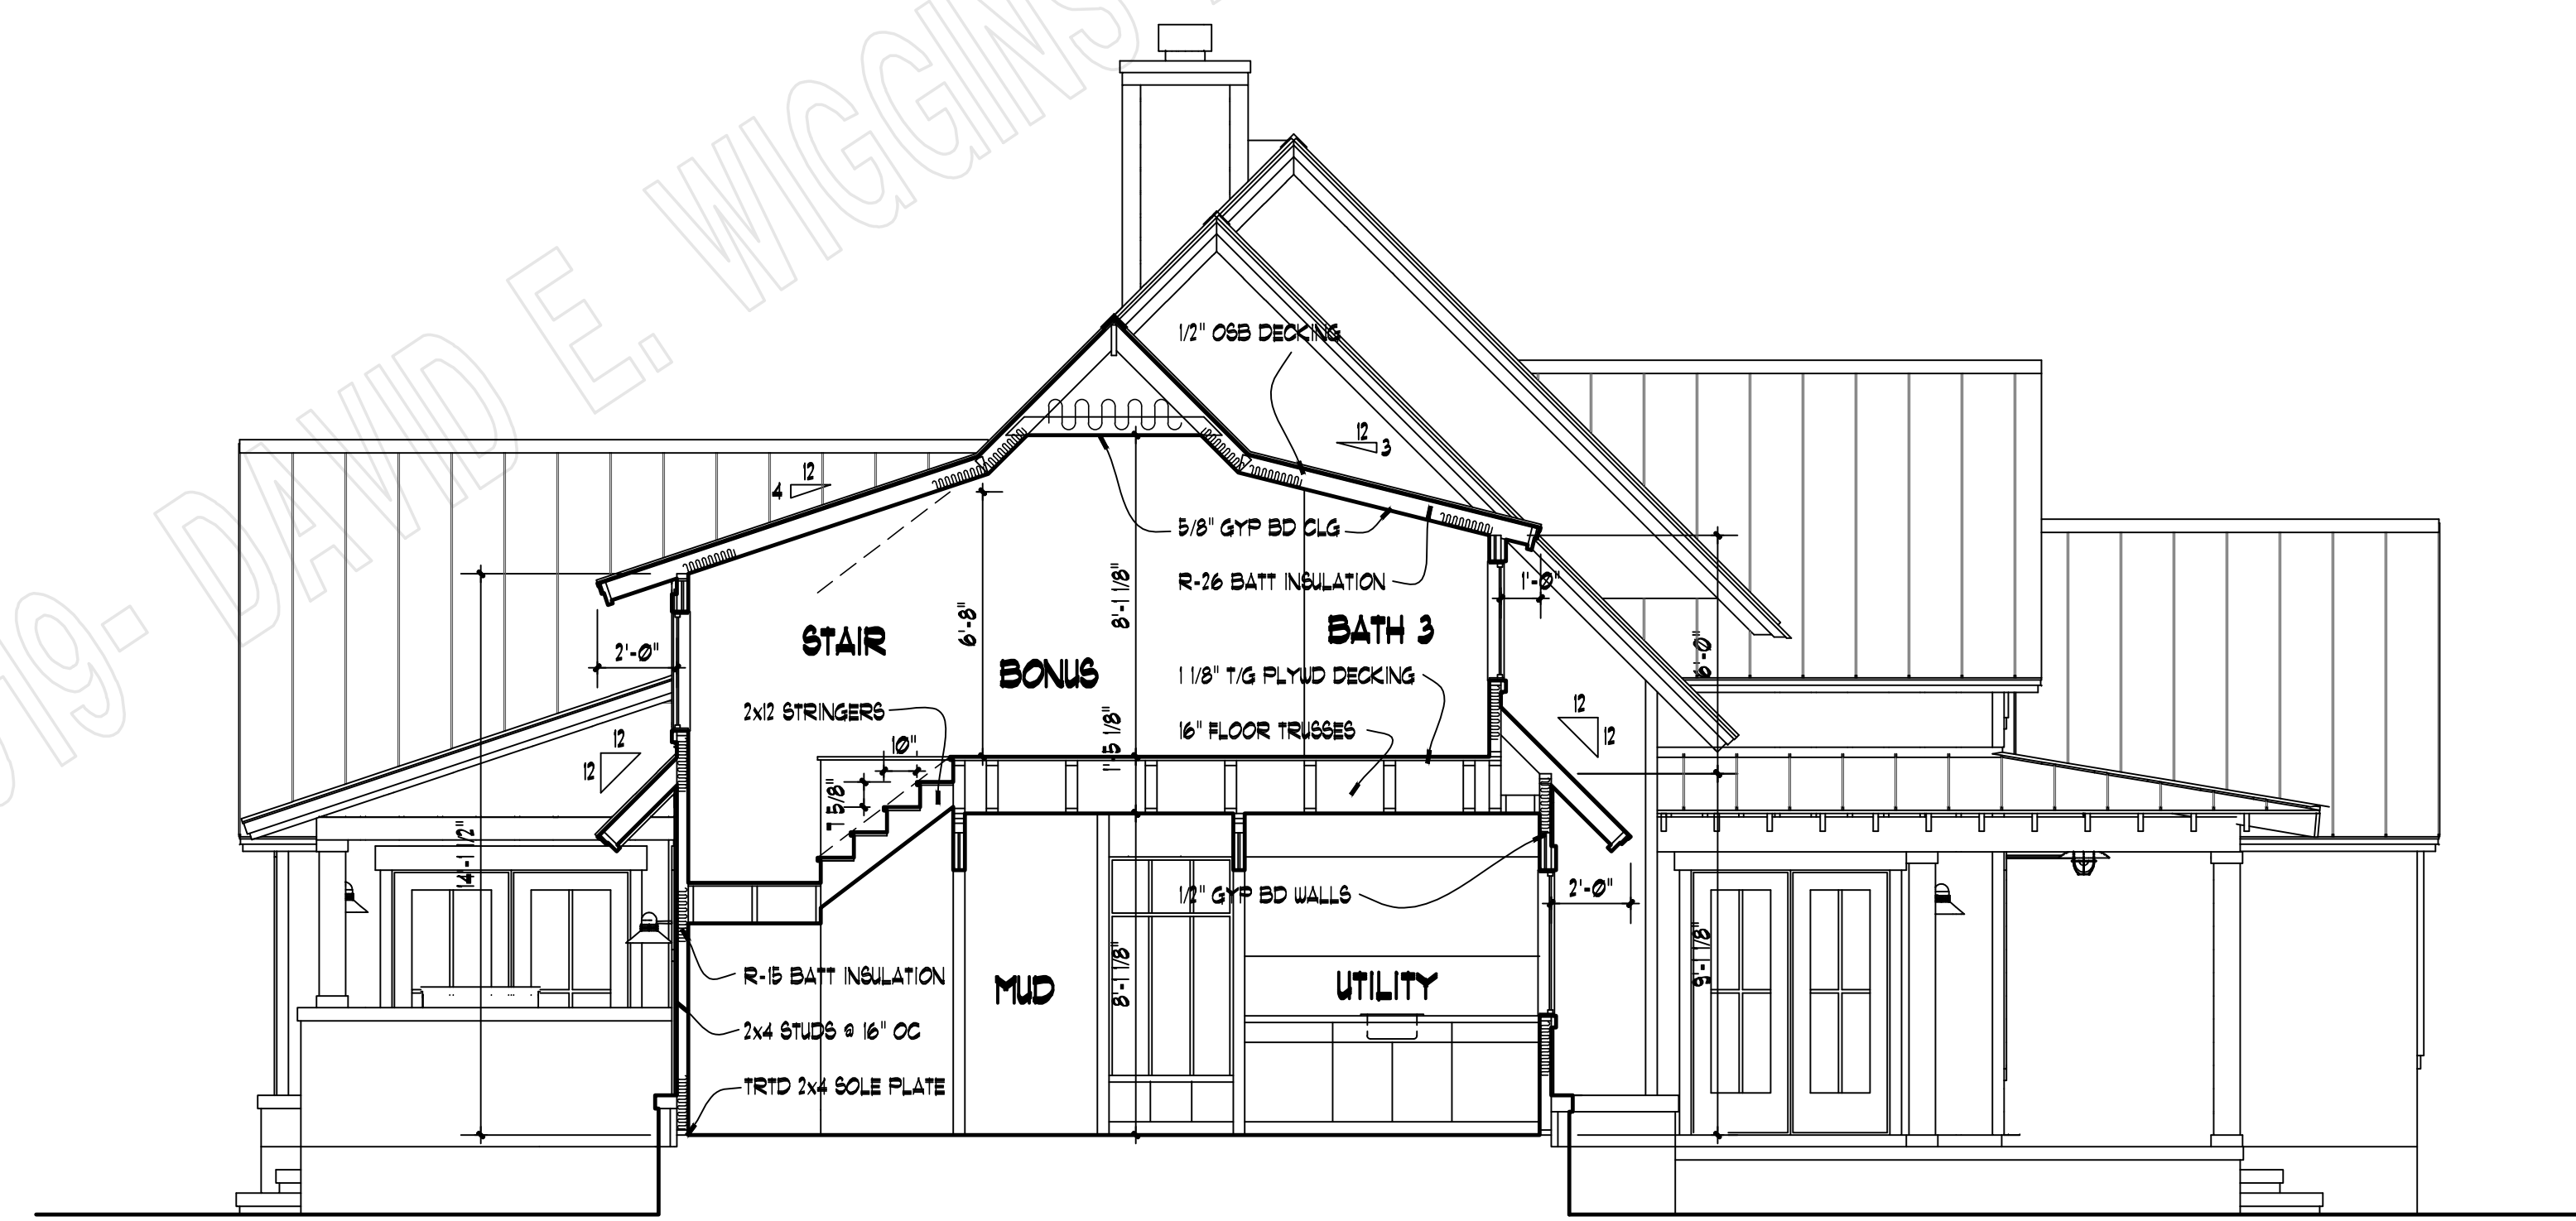 19- DAVID E. WIGGINS
1/2" OSB DECKING
12
3
12
4
5/8" GYP BD CLG
R-26 BATT INSULATION
1'-0"
8'-1 1/8"
6'-8"
STAIR
BATH 3
2'-0"
BONUS
6'-0"
1 1/8" T/G PLYWD DECKING
2x12 STRINGERS
16" FLOOR TRUSSES
1'-5 1/8"
10"
12
12
12
12
7 5/8"
14'-1 1/2"
1/2" GYP BD WALLS
2'-0"
R-15 BATT INSULATION
8'-1 1/8"
9'-1 1/8"
MUD
UTILITY
2x4 STUDS @ 16" OC
TRTD 2x4 SOLE PLATE